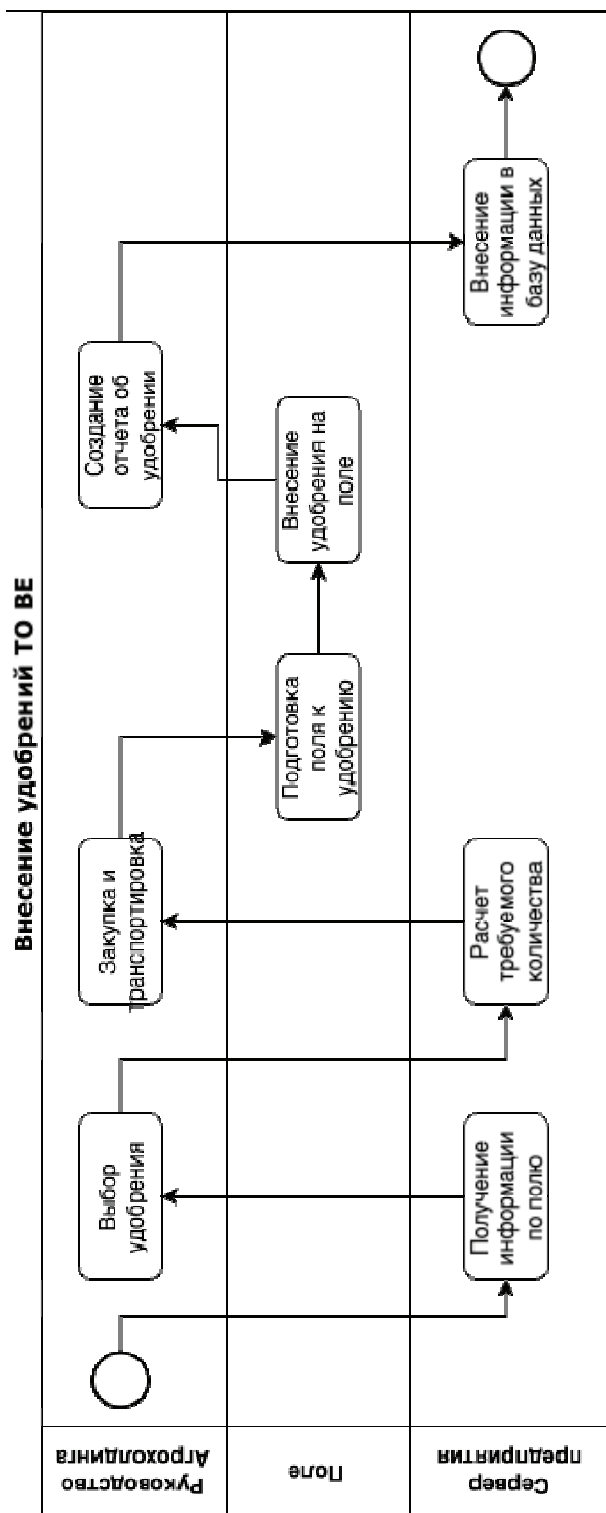 Внесение удобрений TO BE
Руководство
Агрохолдинга
Выбор
удобрения
Закупка и
транспортировка
Создание
отчета об
удобрении
Поле
Подготовка
поля к
удобрению
Внесение
удобрения на
поле
Сервер
предприятия
Получение
информации
по полю
Расчет
требуемого
количества
Внесение
информации в
базу данных